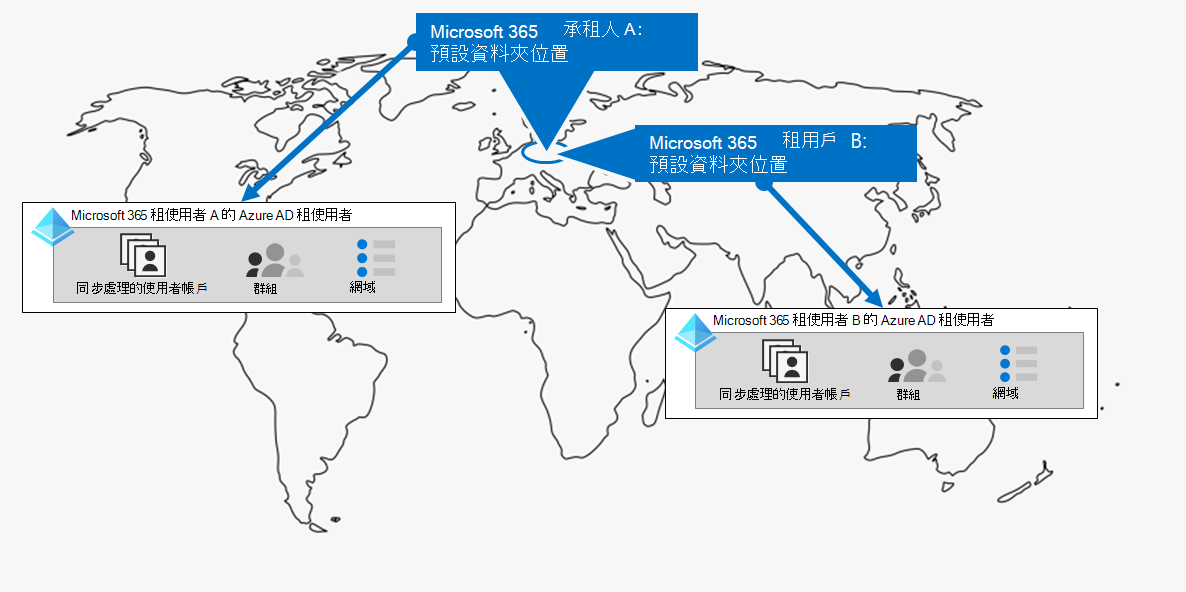 Microsoft 365 承租人 A:
預設資料夾位置
Microsoft 365 租用戶 B:
預設資料夾位置
Microsoft 365 租使用者 A 的 Azure AD 租使用者
同步處理的使用者帳戶
群組
網域
Microsoft 365 租使用者 B 的 Azure AD 租使用者
同步處理的使用者帳戶
群組
網域